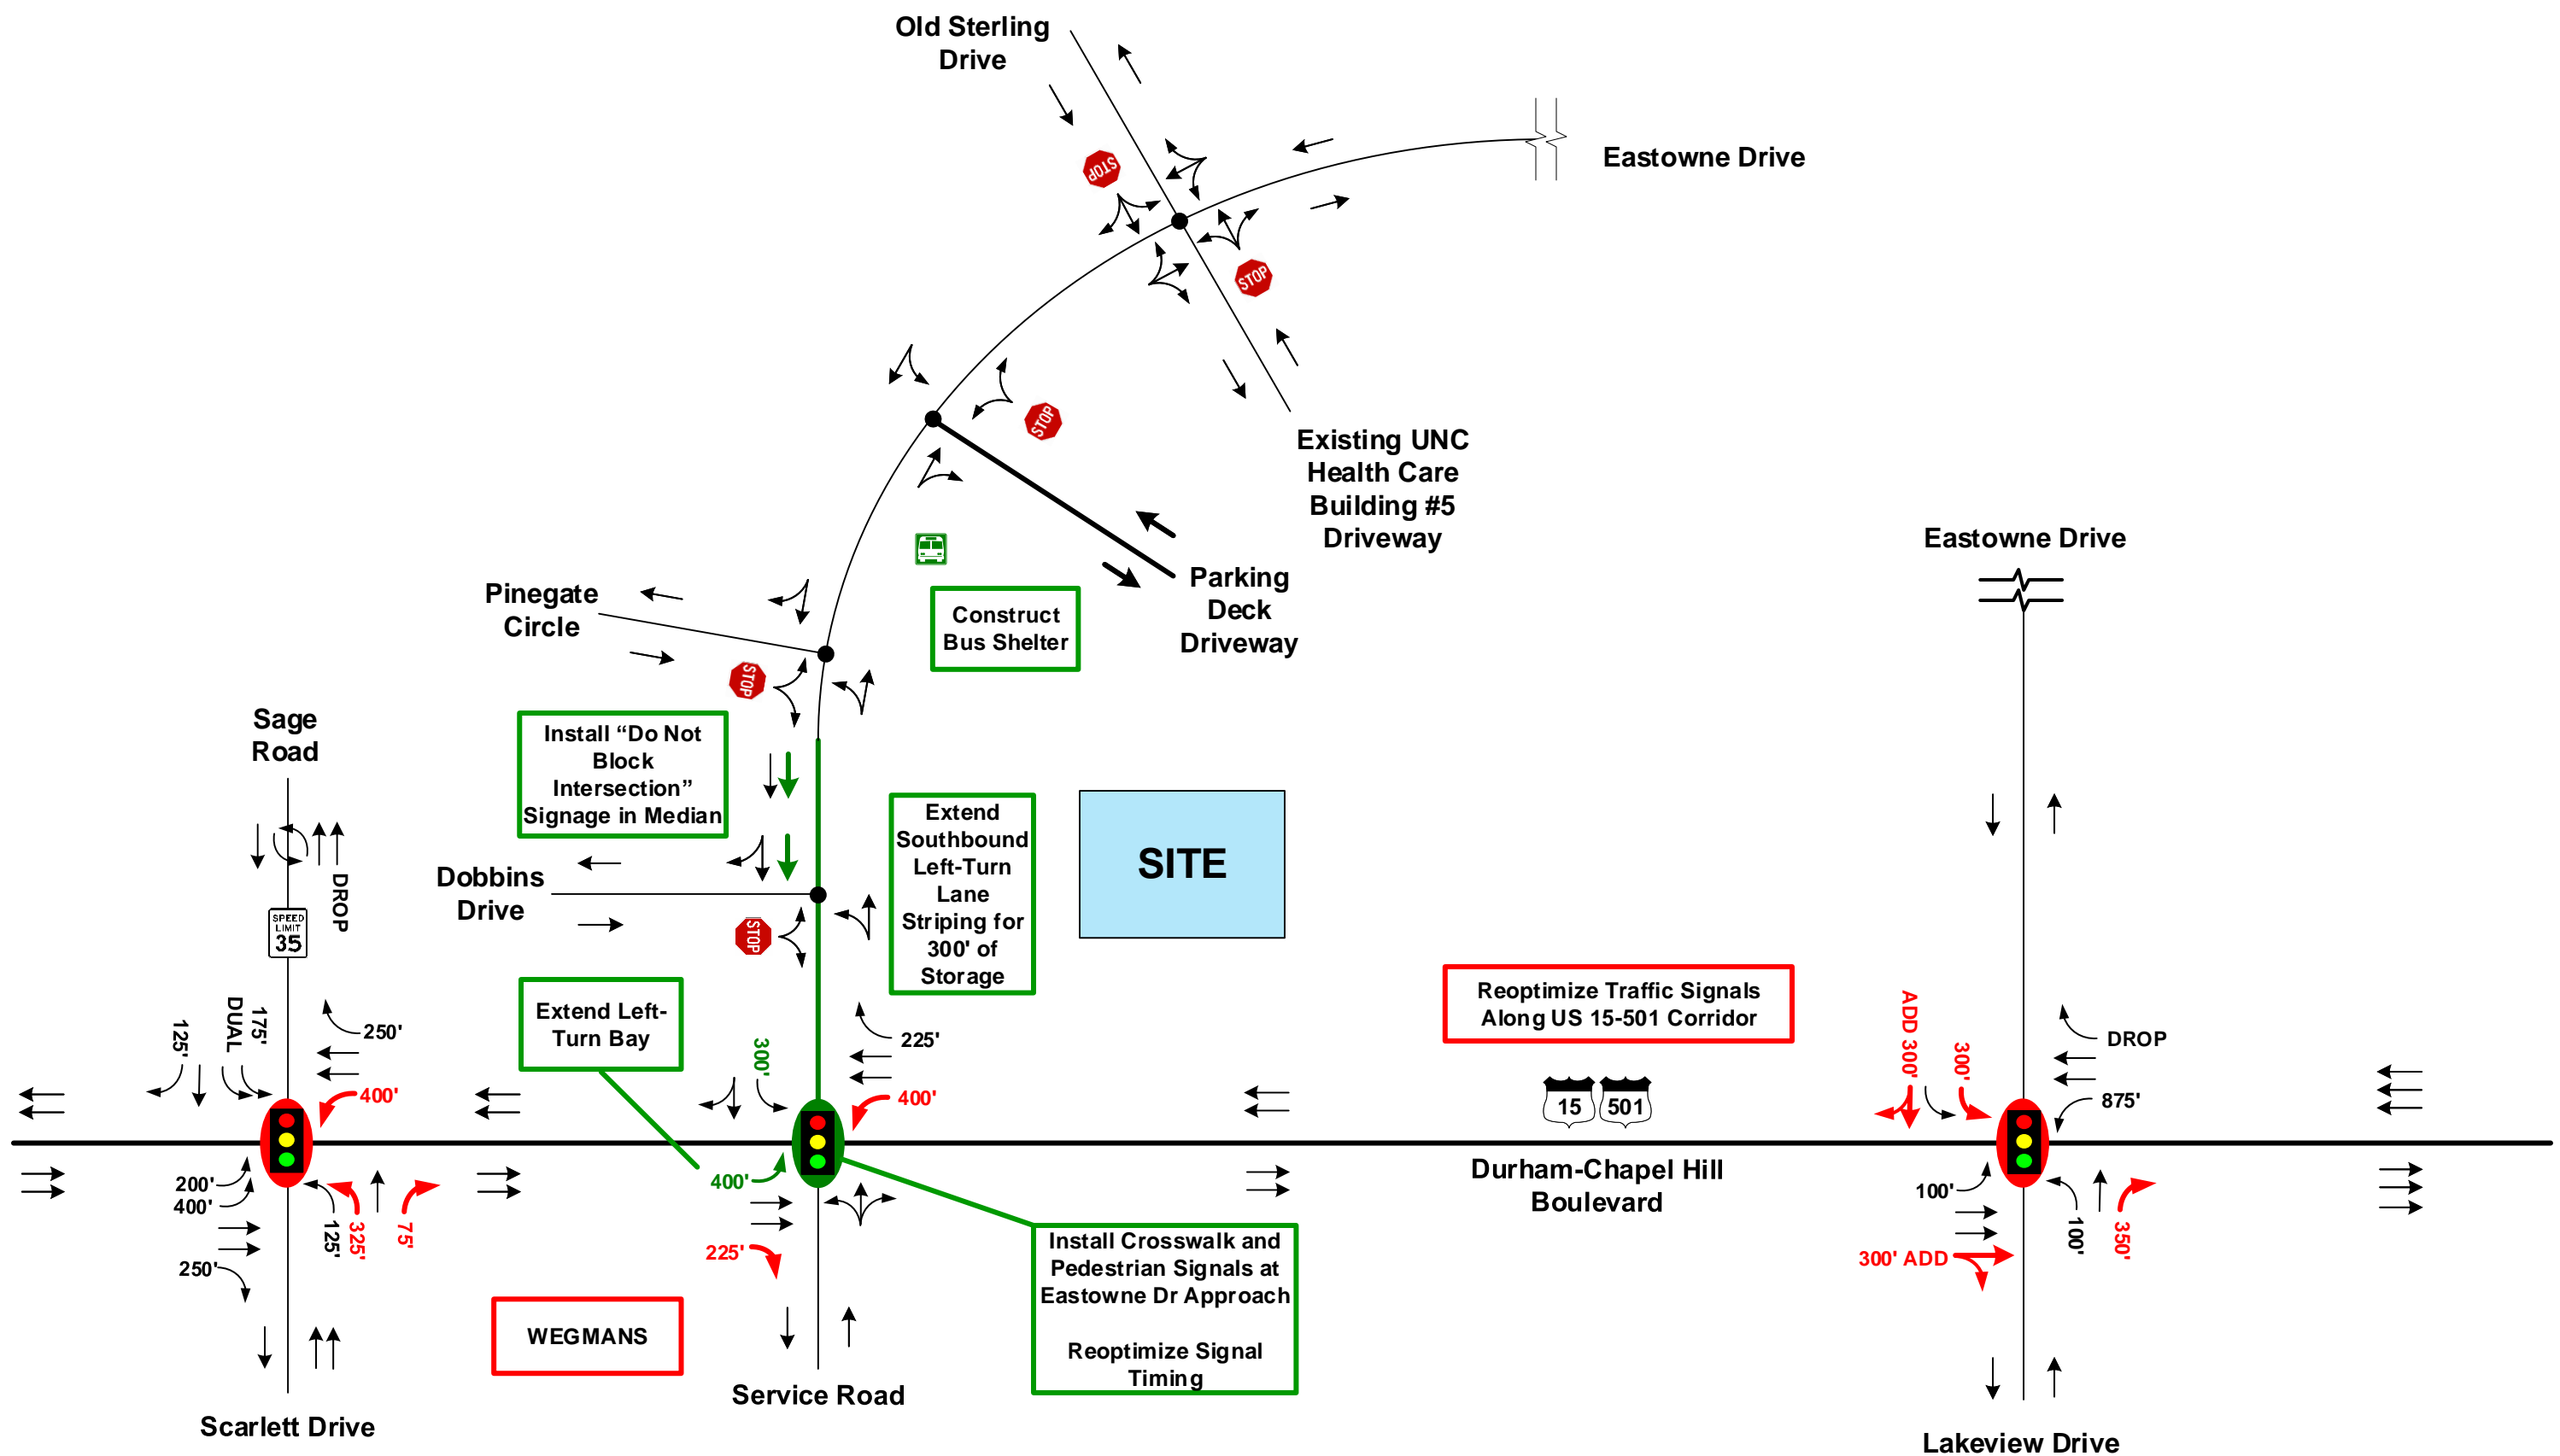 Old Sterling
Drive
Eastowne Drive
STOP
STOP
STOP
Existing UNC
Health Care
Building #5
Driveway
Eastowne Drive
Parking
Deck
Driveway
Construct
Bus Shelter
Pinegate
Circle
STOP
Sage
Road
Install “Do Not
Block
Intersection”
Signage in Median
Extend
Southbound
Left-Turn
Lane
Striping for
300' of
Storage
SITE
Dobbins
Drive
STOP
DROP
SPEED
LIMIT
35
Extend Left-
Turn Bay
Reoptimize Traffic Signals
Along US 15-501 Corridor
125'
DUAL
175'
250'
400'
300'
225'
400'
15
501
ADD 300'
300'
DROP
875'
200'
400'
250'
125'
325'
75'
400'
225'
Durham-Chapel Hill
Boulevard
100'
300' ADD
100'
350'
Install Crosswalk and
Pedestrian Signals at
Eastowne Dr Approach
Reoptimize Signal
Timing
WEGMANS
Service Road
Scarlett Drive
Lakeview Drive